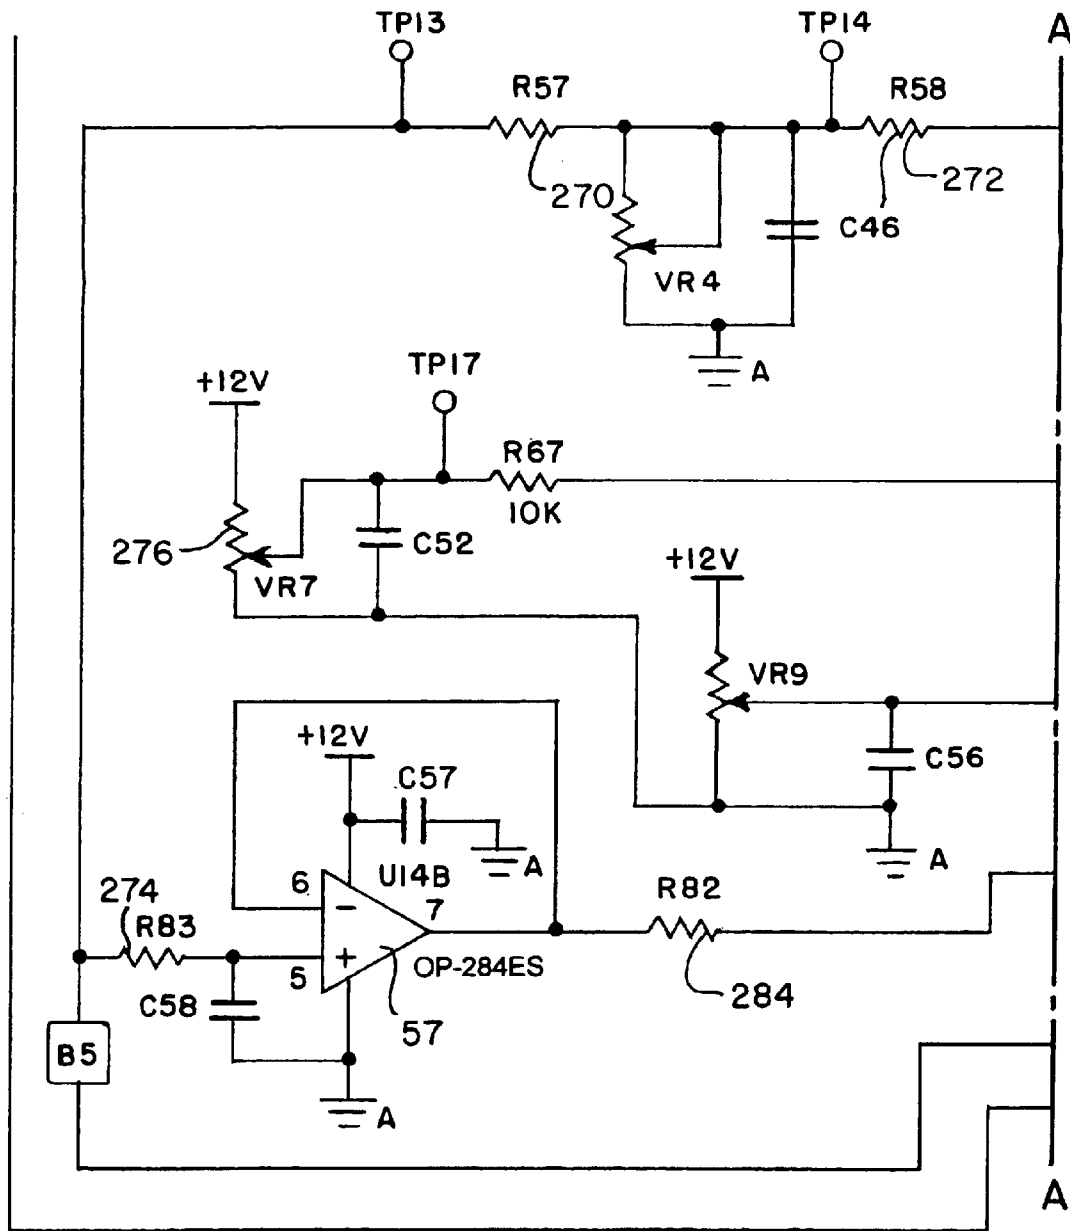 TP13
TP14
A
R57
R58
270
272
C46
VR4
A
TP17
+12V
R67
10K
276
C52
VR7
+12V
VR9
C56
A
+12V
C57
A
U14B
6
7
R82
274
R83
−
+
5
OP-284ES
C58
57
284
B5
A
A